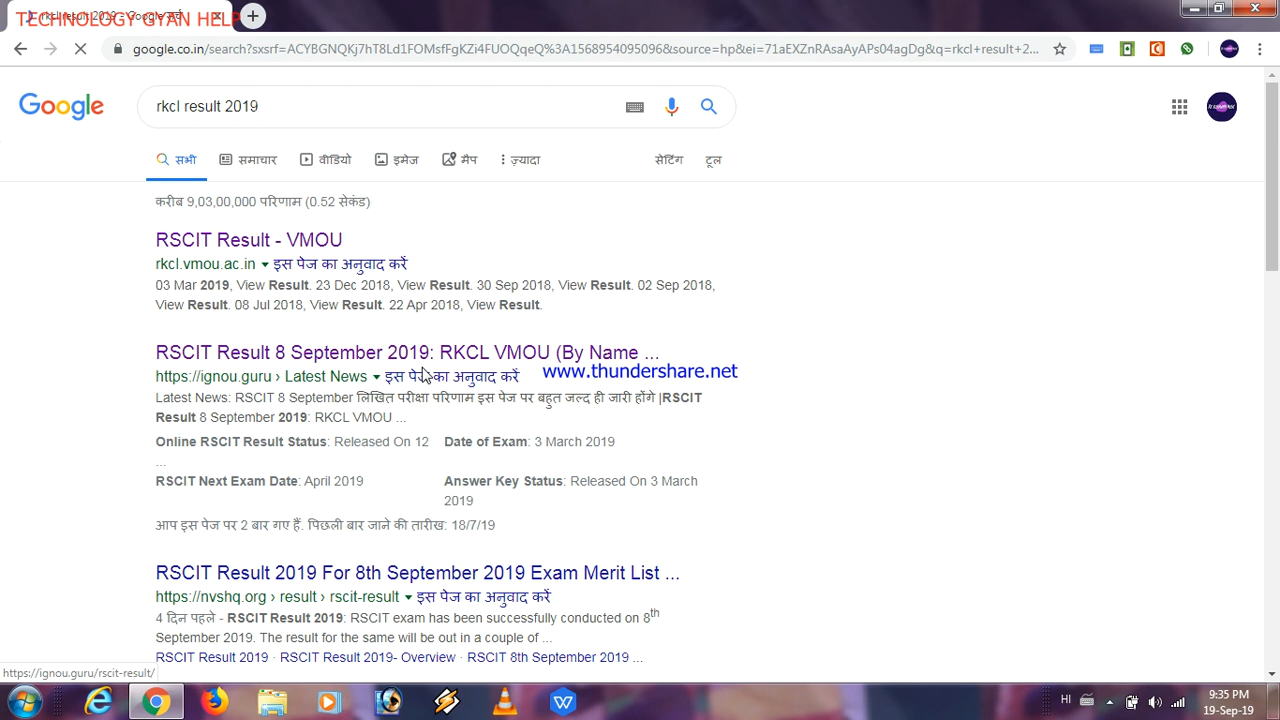 TECHNOLOGY GYAN HELP
google.co.in/search?sxsrf=ACYBGNQKj7hT8Ld1FOMsfFgKZi4FUOQqeQ%3A1568954095096&source=hp&ei=71aEXZnRAsaAyAPs04agDg&q=rkcl+result+2...
Google
rkcl result 2019
सभी समाचार वीडियो इमेज मैप ज़्यादा सेटिंग टूल
करीब 9,03,00,000 परिणाम (0.52 सेकंड)
RSCIT Result - VMOU
rkcl.vmou.ac.in इस पेज का अनुवाद करें
03 Mar 2019, View Result. 23 Dec 2018, View Result. 30 Sep 2018, View Result. 02 Sep 2018,
View Result. 08 Jul 2018, View Result. 22 Apr 2018, View Result.
RSCIT Result 8 September 2019: RKCL VMOU (By Name ...
https://ignou.guru › Latest News इस पेज का अनुवाद करें
www.thundershare.net
Latest News: RSCIT 8 September लिखित परीक्षा परिणाम इस पेज पर बहुत जल्द ही जारी होंगे |RSCIT
Result 8 September 2019: RKCL VMOU ...
Online RSCIT Result Status: Released On 12 ...
Date of Exam: 3 March 2019
RSCIT Next Exam Date: April 2019
Answer Key Status: Released On 3 March
2019
आप इस पेज पर 2 बार गए हैं. पिछली बार जाने की तारीख: 18/7/19
RSCIT Result 2019 For 8th September 2019 Exam Merit List ...
https://nvshq.org › result › rscit-result इस पेज का अनुवाद करें
4 दिन पहले - RSCIT Result 2019: RSCIT exam has been successfully conducted on 8th
September 2019. The result for the same will be out in a couple of ...
RSCIT Result 2019 · RSCIT Result 2019- Overview · RSCIT 8th September 2019 ...
https://ignou.guru/rscit-result/
HI
9:35 PM
19-Sep-19